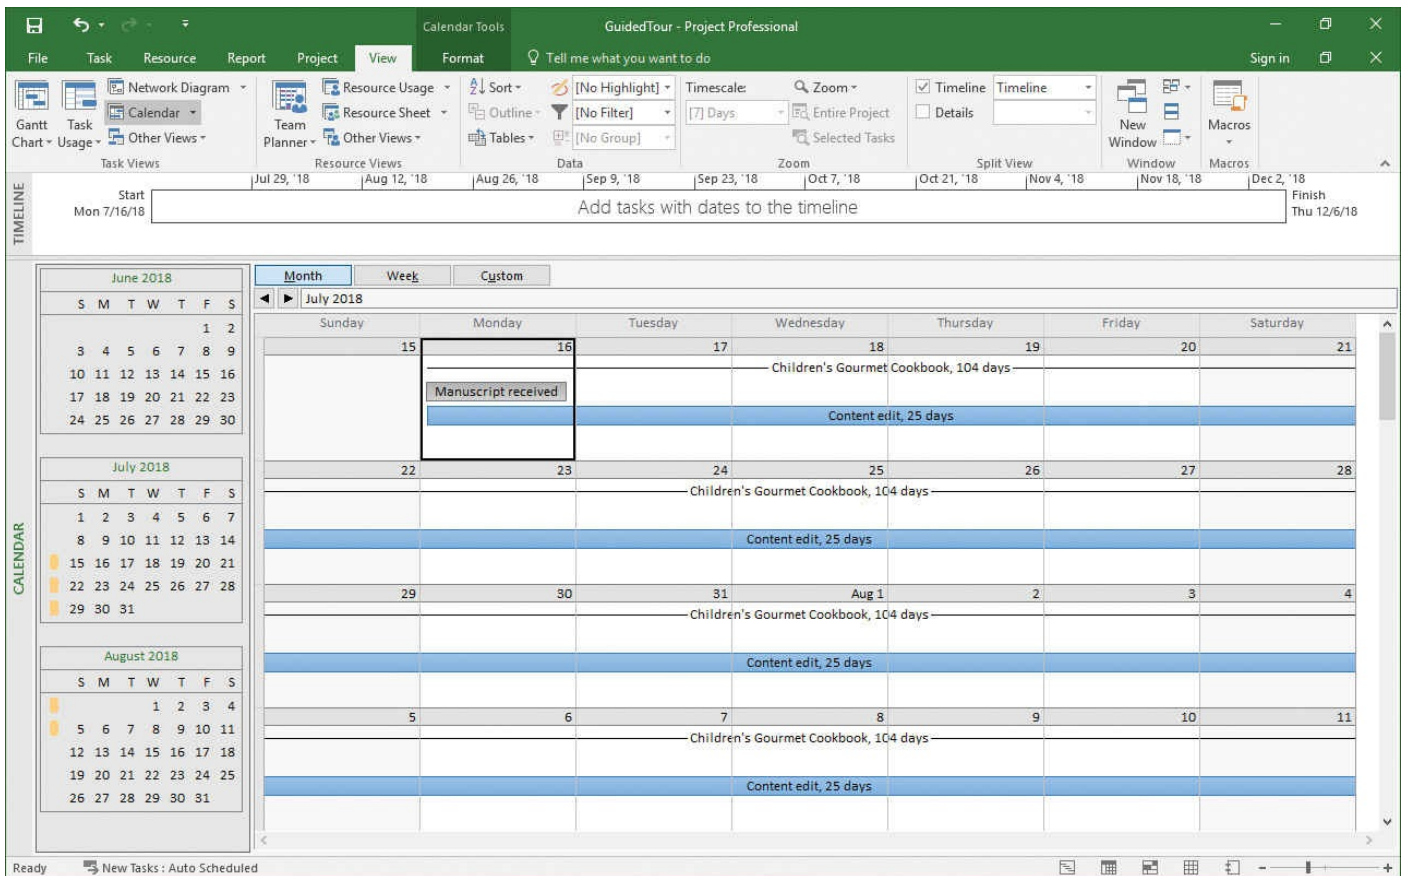 Calendar Tools GuidedTour - Project Professional
File Task Resource Report Project View Format Tell me what you want to do Sign in
Network Diagram Resource Usage Sort [No Highlight] Timescale: Zoom Timeline Timeline
Calendar Resource Sheet Outline [No Filter] [7] Days Entire Project Details
Gantt Chart Task Usage Other Views Team Planner Other Views Tables [No Group] Selected Tasks New Window Macros
Task Views Resource Views Data Zoom Split View Window Macros
TIMELINE
Jul 29, '18 Aug 12, '18 Aug 26, '18 Sep 9, '18 Sep 23, '18 Oct 7, '18 Oct 21, '18 Nov 4, '18 Nov 18, '18 Dec 2, '18
Start
Mon 7/16/18
Add tasks with dates to the timeline
Finish
Thu 12/6/18
CALENDAR
June 2018
S M T W T F S
1 2
3 4 5 6 7 8 9
10 11 12 13 14 15 16
17 18 19 20 21 22 23
24 25 26 27 28 29 30
July 2018
S M T W T F S
1 2 3 4 5 6 7
8 9 10 11 12 13 14
15 16 17 18 19 20 21
22 23 24 25 26 27 28
29 30 31
August 2018
S M T W T F S
1 2 3 4
5 6 7 8 9 10 11
12 13 14 15 16 17 18
19 20 21 22 23 24 25
26 27 28 29 30 31
Month Week Custom
July 2018
Sunday Monday Tuesday Wednesday Thursday Friday Saturday
15 16 17 18 19 20 21
Children's Gourmet Cookbook, 104 days
Manuscript received
Content edit, 25 days
22 23 24 25 26 27 28
Children's Gourmet Cookbook, 104 days
Content edit, 25 days
29 30 31 Aug 1 2 3 4
Children's Gourmet Cookbook, 104 days
Content edit, 25 days
5 6 7 8 9 10 11
Children's Gourmet Cookbook, 104 days
Content edit, 25 days
Ready New Tasks : Auto Scheduled